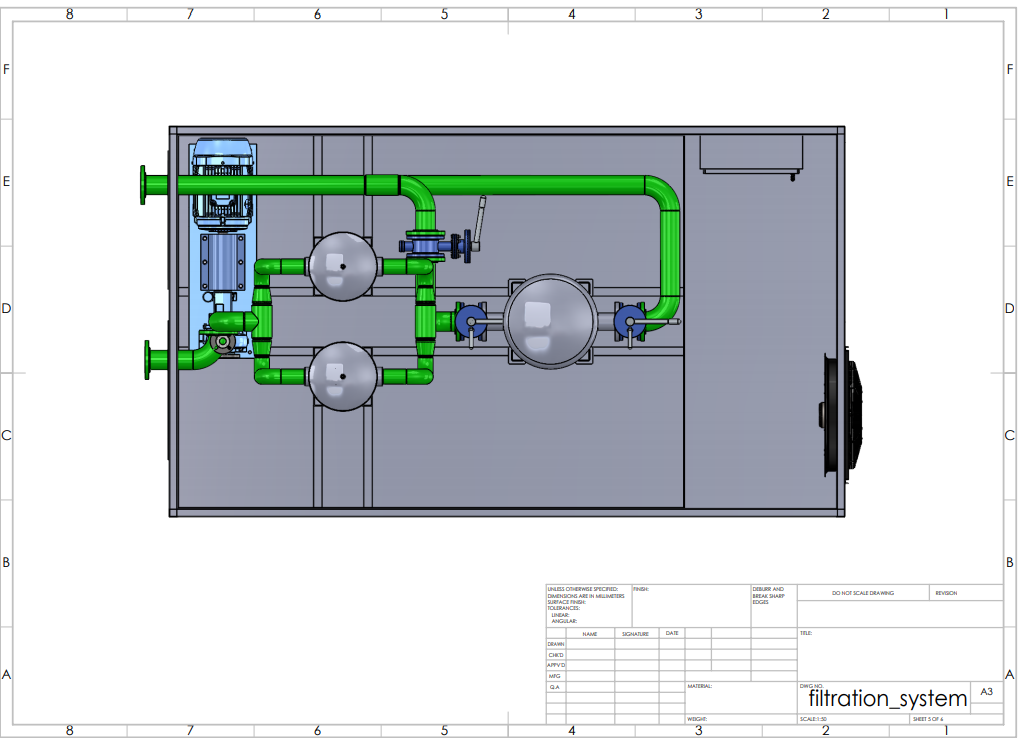 8 7 6 5 4 3 2 1
F F
E E
D D
C C
B B
A A
UNLESS OTHERWISE SPECIFIED:
DIMENSIONS ARE IN MILLIMETERS
SURFACE FINISH:
TOLERANCES:
LINEAR:
ANGULAR:
FINISH:
DEBURR AND
BREAK SHARP
EDGES
DO NOT SCALE DRAWING
REVISION
NAME SIGNATURE DATE
DRAWN
CHK'D
APPV'D
MFG
Q.A
TITLE:
MATERIAL:
DWG NO.
filtration_system
A3
WEIGHT:
SCALE:1:50
SHEET 5 OF 6
8 7 6 5 4 3 2 1